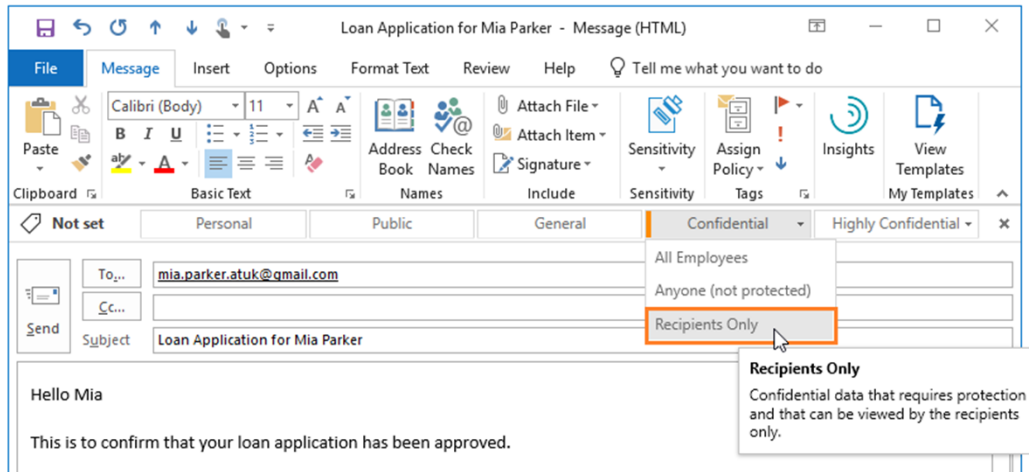 Loan Application for Mia Parker - Message (HTML)
File Message Insert Options Format Text Review Help Tell me what you want to do
Calibri (Body) 11
B I U
aby A
Paste
Clipboard
Basic Text
Address Book
Check Names
Names
Attach File
Attach Item
Signature
Include
Sensitivity
Sensitivity
Assign Policy
Tags
Insights
View Templates
My Templates
Not set Personal Public General Confidential Highly Confidential
All Employees
Anyone (not protected)
Recipients Only
Send
To...
mia.parker.atuk@gmail.com
Cc...
Subject Loan Application for Mia Parker
Recipients Only
Confidential data that requires protection
and that can be viewed by the recipients
only.
Hello Mia
This is to confirm that your loan application has been approved.